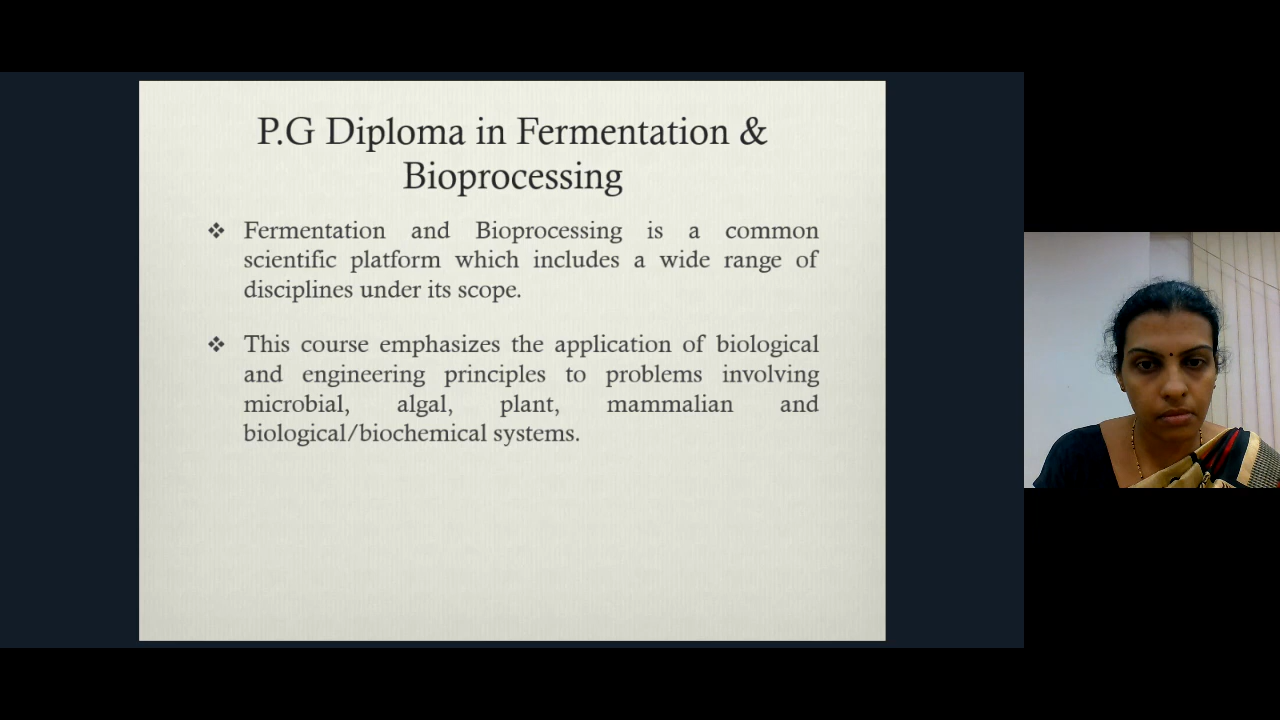 P.G Diploma in Fermentation &
Bioprocessing
❖ Fermentation and Bioprocessing is a common
scientific platform which includes a wide range of
disciplines under its scope.
❖ This course emphasizes the application of biological
and engineering principles to problems involving
microbial, algal, plant, mammalian and
biological/biochemical systems.